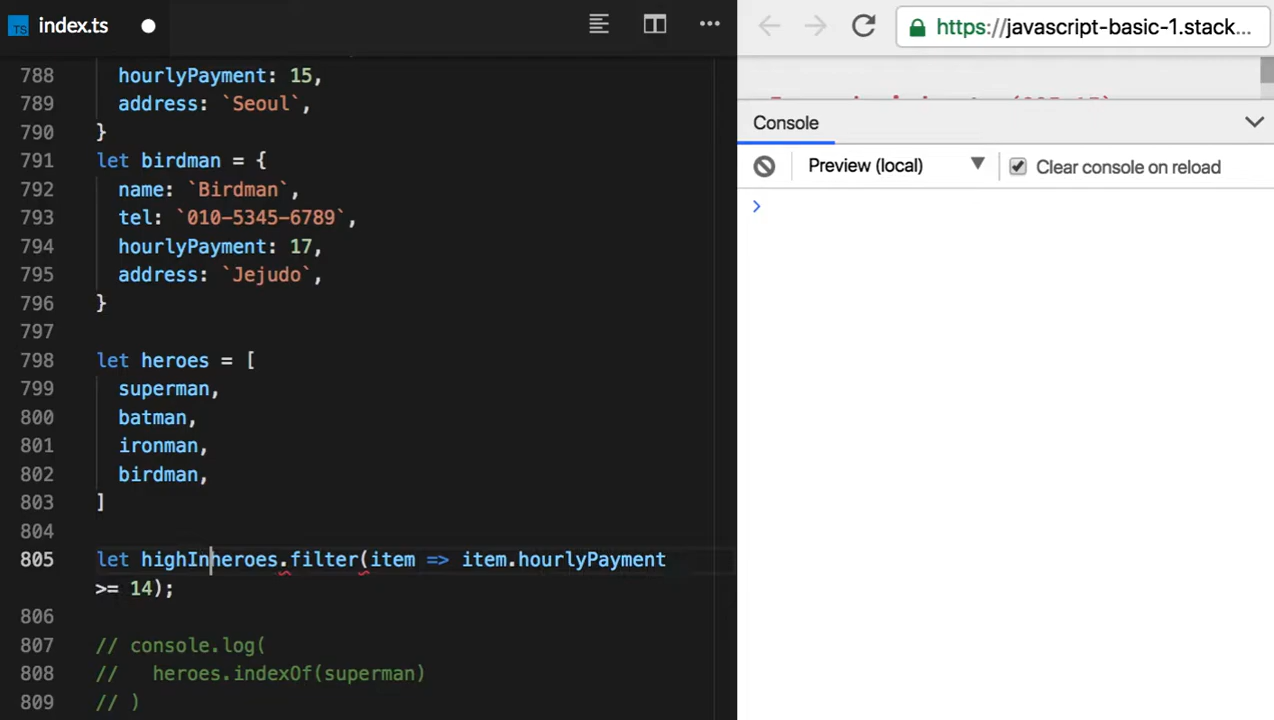 TS index.ts
788 hourlyPayment: 15,
789 address: `Seoul`,
790 }
791 let birdman = {
792 name: `Birdman`,
793 tel: `010-5345-6789`,
794 hourlyPayment: 17,
795 address: `Jejudo`,
796 }
797
798 let heroes = [
799 superman,
800 batman,
801 ironman,
802 birdman,
803 ]
804
805 let highInheroes.filter(item => item.hourlyPayment
>= 14);
806
807 // console.log(
808 // heroes.indexOf(superman)
809 // )
https://javascript-basic-1.stack...
Console
Preview (local)
Clear console on reload
>